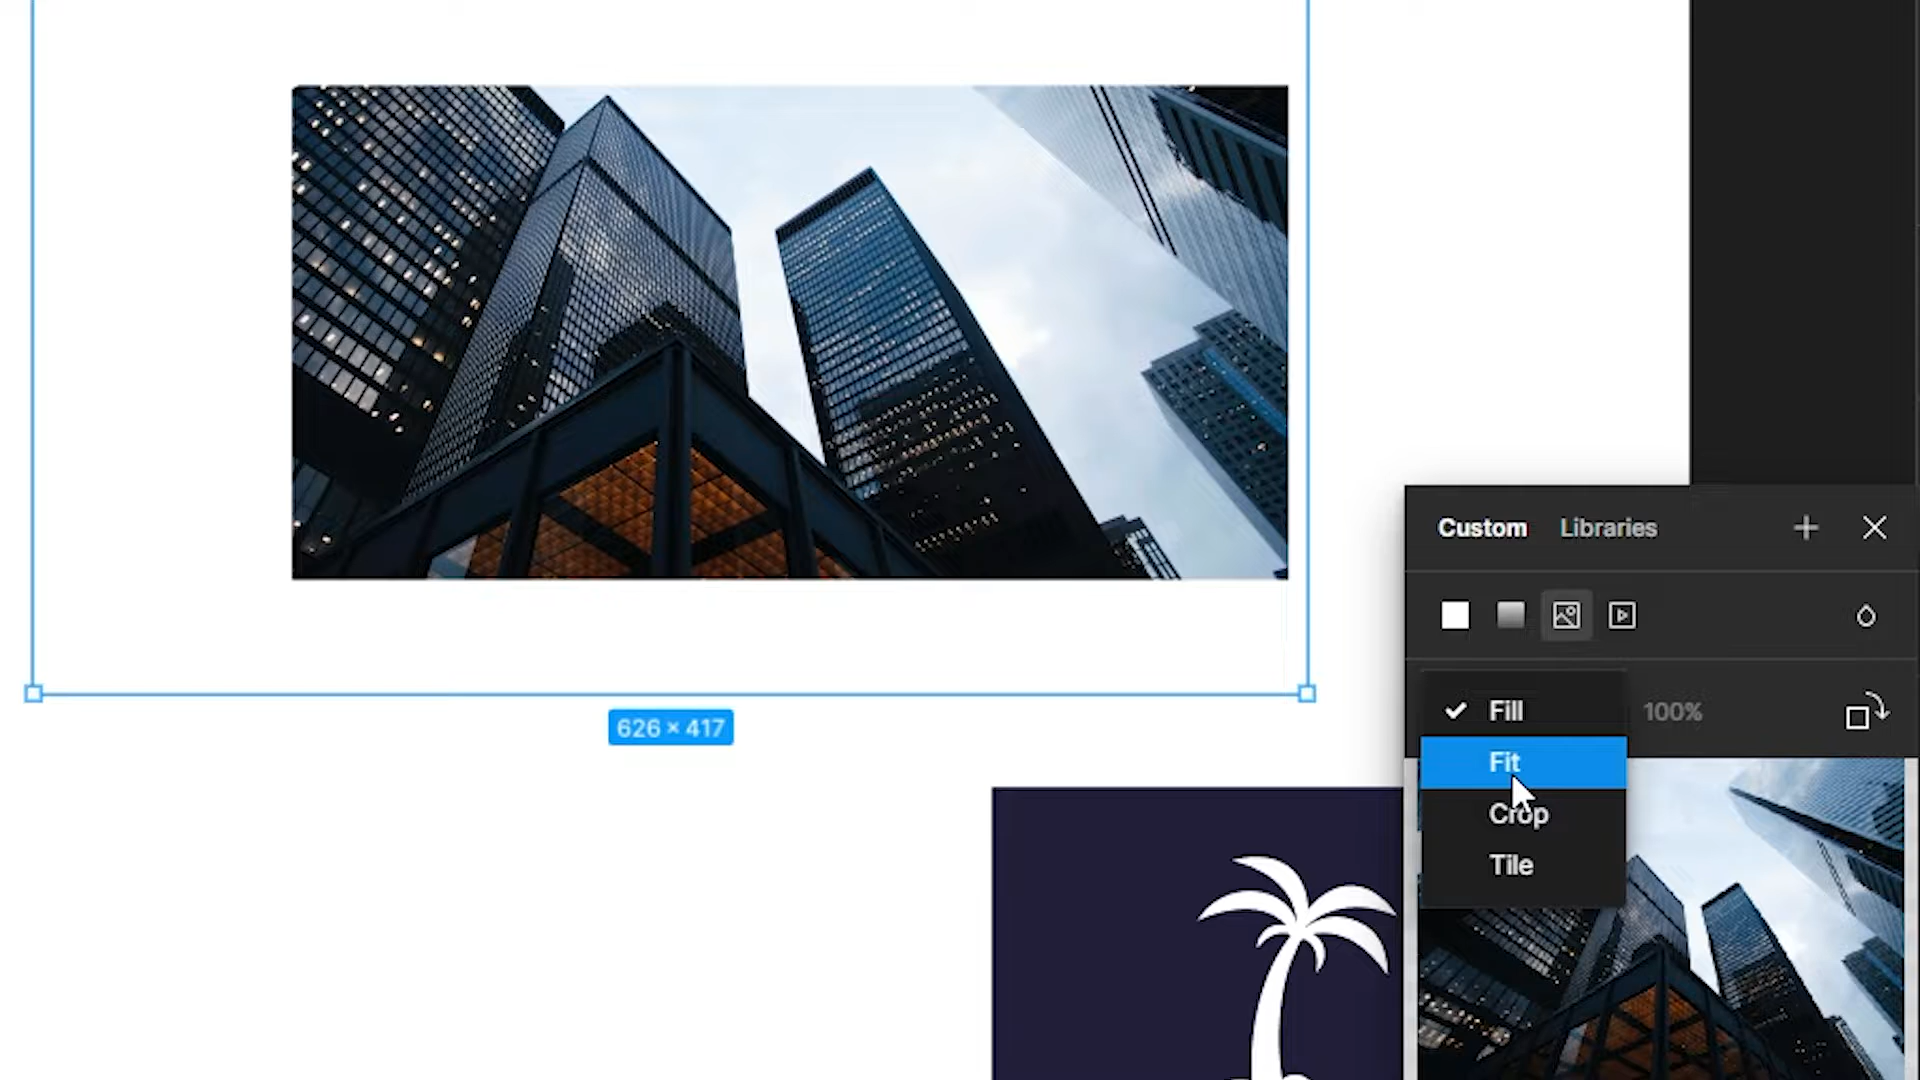 Custom Libraries
Fill 100%
Fit
626 × 417
Crop
Tile